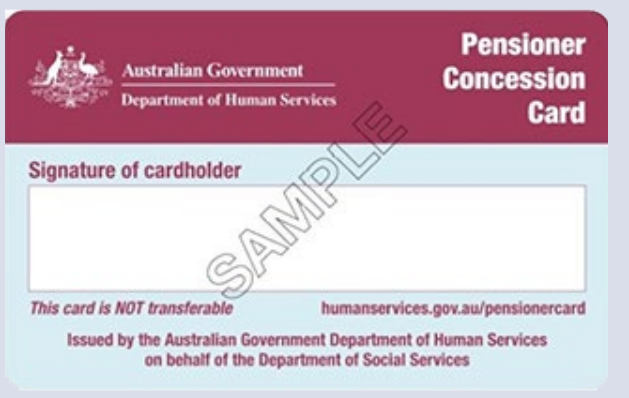 Australian Government
Department of Human Services
Pensioner
Concession
Card
Signature of cardholder
SAMPLE
This card is NOT transferable
humanservices.gov.au/pensionercard
Issued by the Australian Government Department of Human Services
on behalf of the Department of Social Services